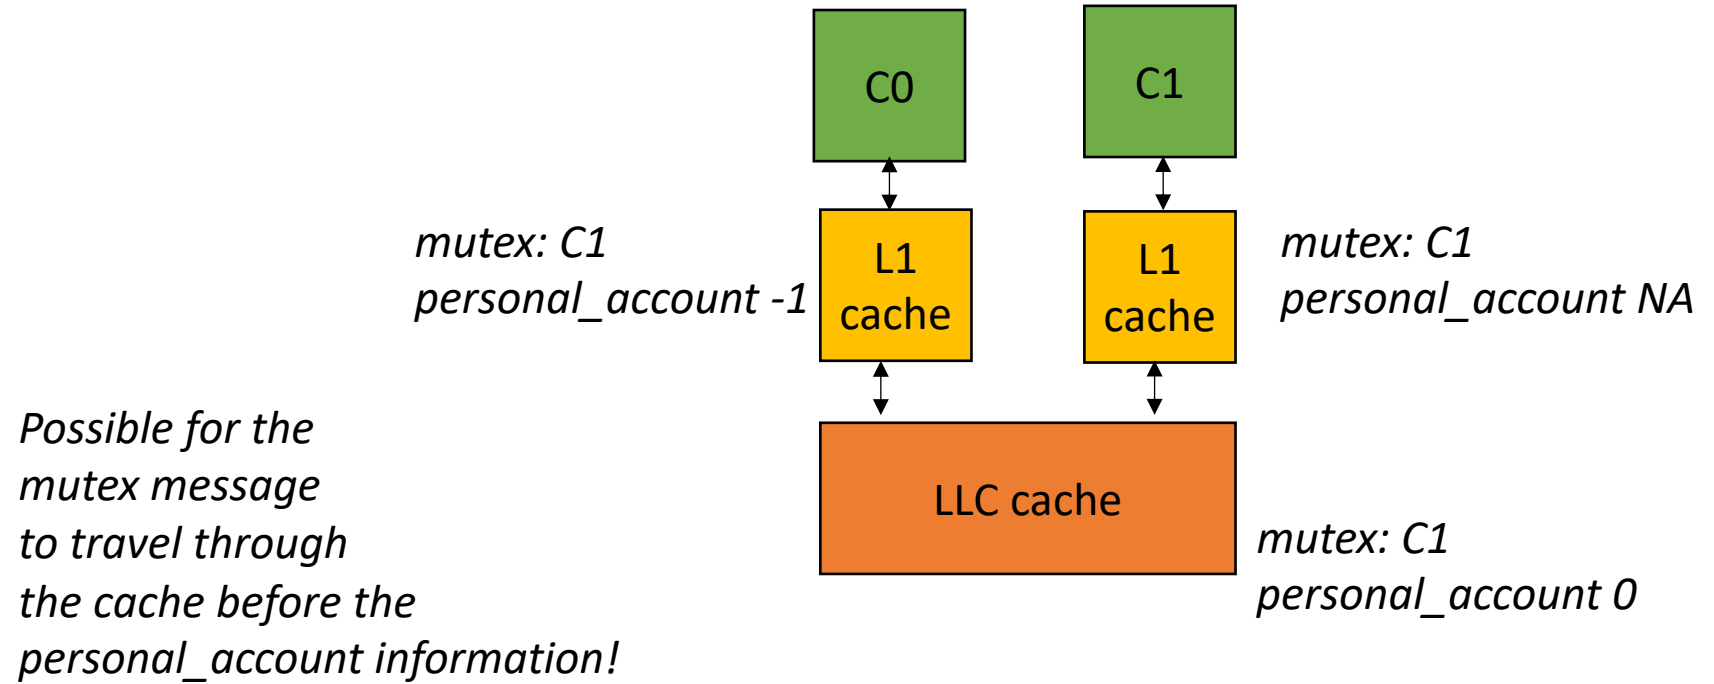 C0
C1
mutex: C1
personal_account -1
L1
cache
L1
cache
mutex: C1
personal_account NA
Possible for the
mutex message
to travel through
the cache before the
personal_account information!
LLC cache
mutex: C1
personal_account 0